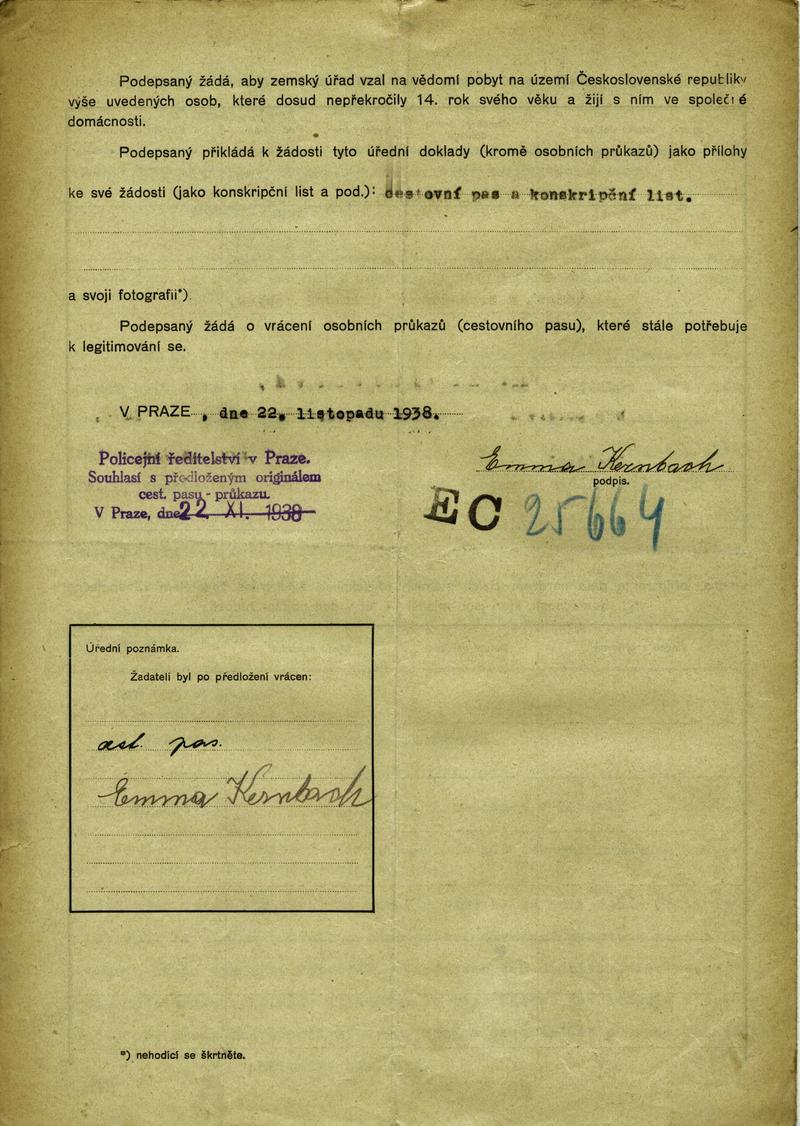 Podepsaný žádá, aby zemský úřad vzal na vědomí pobyt na území Československé republiky
výše uvedených osob, které dosud nepřekročily 14. rok svého věku a žijí s ním ve společné
domácnosti.
Podepsaný přikládá k žádosti tyto úřední doklady (kromě osobních průkazů) jako přílohy
ke své žádosti (jako konskripční list a pod.): cestovní pas a konskripční list.
a svoji fotografii*).
Podepsaný žádá o vrácení osobních průkazů (cestovního pasu), které stále potřebuje
k legitimování se.
V PRAZE, dne 22. listopadu 1938.
Policejní ředitelství v Praze.
Souhlasí s předloženým originálem
cest. pasu - průkazu.
V Praze, dne 22. XI. 1938
Emma Kernbach
podpis.
EC 25664
Úřední poznámka.
Žadateli byl po předložení vrácen:
cest. pas.
Emma Kernbach
*) nehodící se škrtněte.